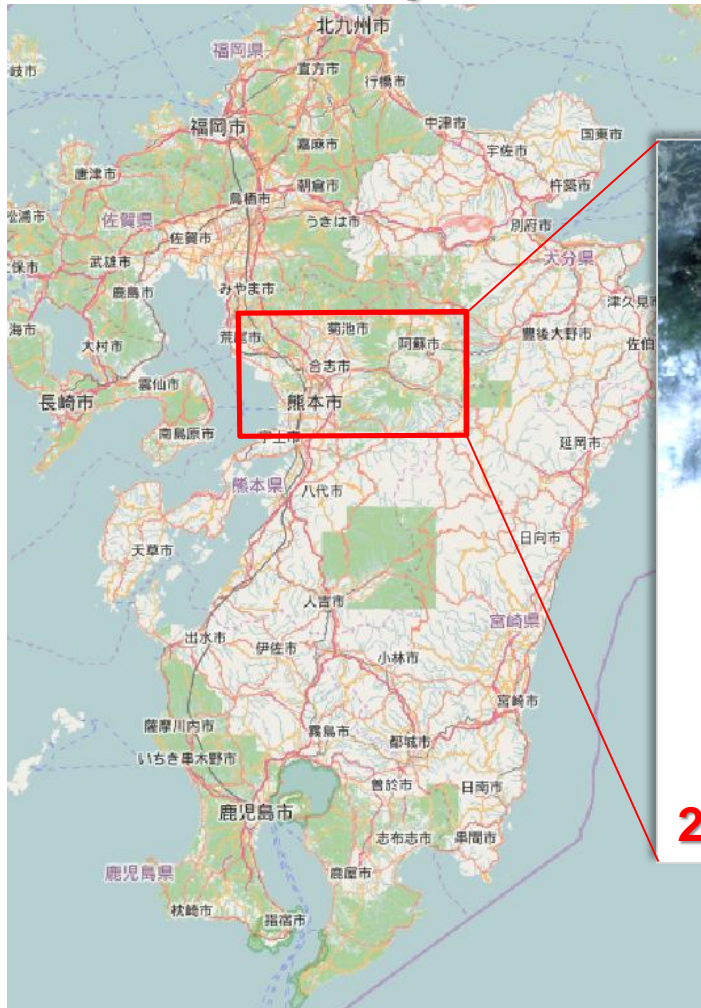 北九州市
福岡県
岐市
直方市
行橋市
福岡市
中津市
国東市
嘉麻市
宇佐市
唐津市
朝倉市
杵築市
鳥栖市
松浦市
佐賀県
うきは市
別府市
佐賀市
大分県
武雄市
保市
鹿島市
みやま市
津久見市
荒尾市
菊池市
阿蘇市
豊後大野市
海市
大村市
合志市
佐伯
雲仙市
長崎市
熊本市
南島原市
宇土市
延岡市
熊本県
八代市
日向市
天草市
人吉市
宮崎県
出水市
伊佐市
小林市
宮崎市
薩摩川内市
霧島市
都城市
いちき串木野市
曽於市
日南市
鹿児島市
志布志市
串間市
2
鹿児島県
鹿屋市
枕崎市
指宿市